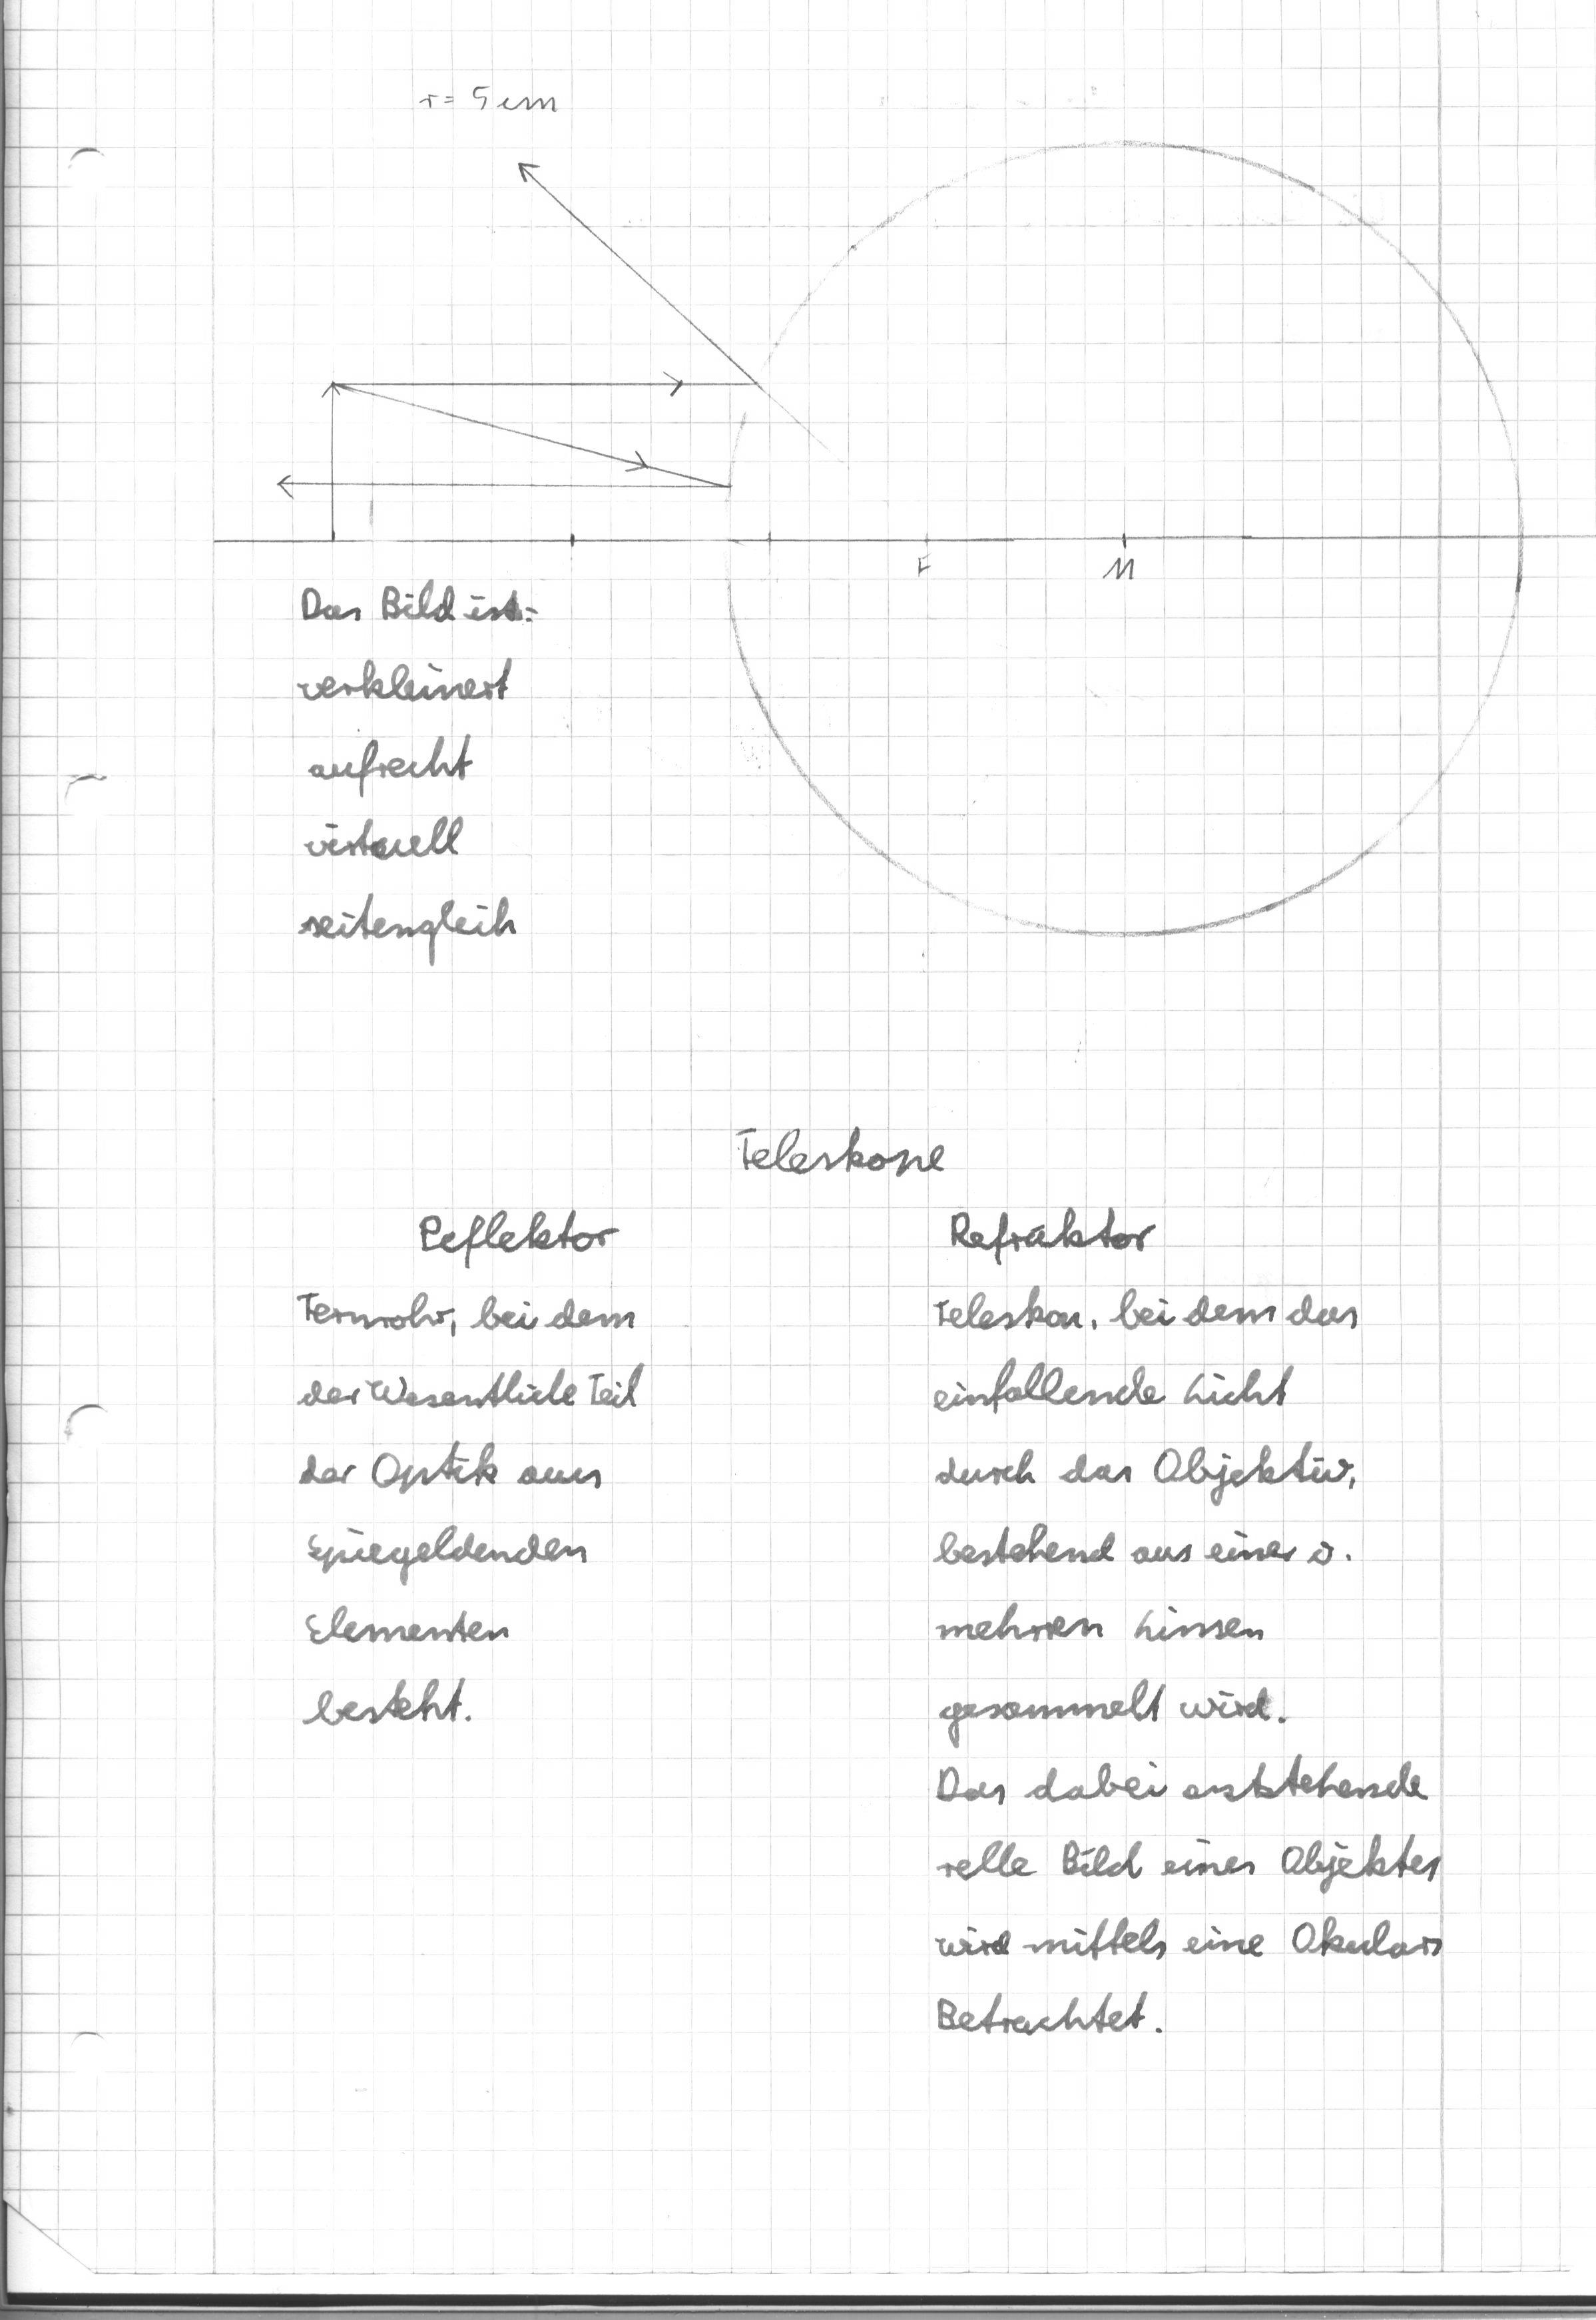 r = 5 cm
F
M
Das Bild ist:
verkleinert
aufrecht
virtuell
seitengleih
Teleskope
Reflektor
Fernrohr, bei dem
der Wesentliche Teil
der Optik aus
Spiegeldenden
Elementen
besteht.
Refraktor
Teleskop, bei dem das
einfallende Licht
durch das Objektiv,
bestehend aus einer o.
mehren Linsen
gesammelt wird.
Das dabei entstehende
relle Bild eines Objektes
wird mittels eine Okulars
Betrachtet.